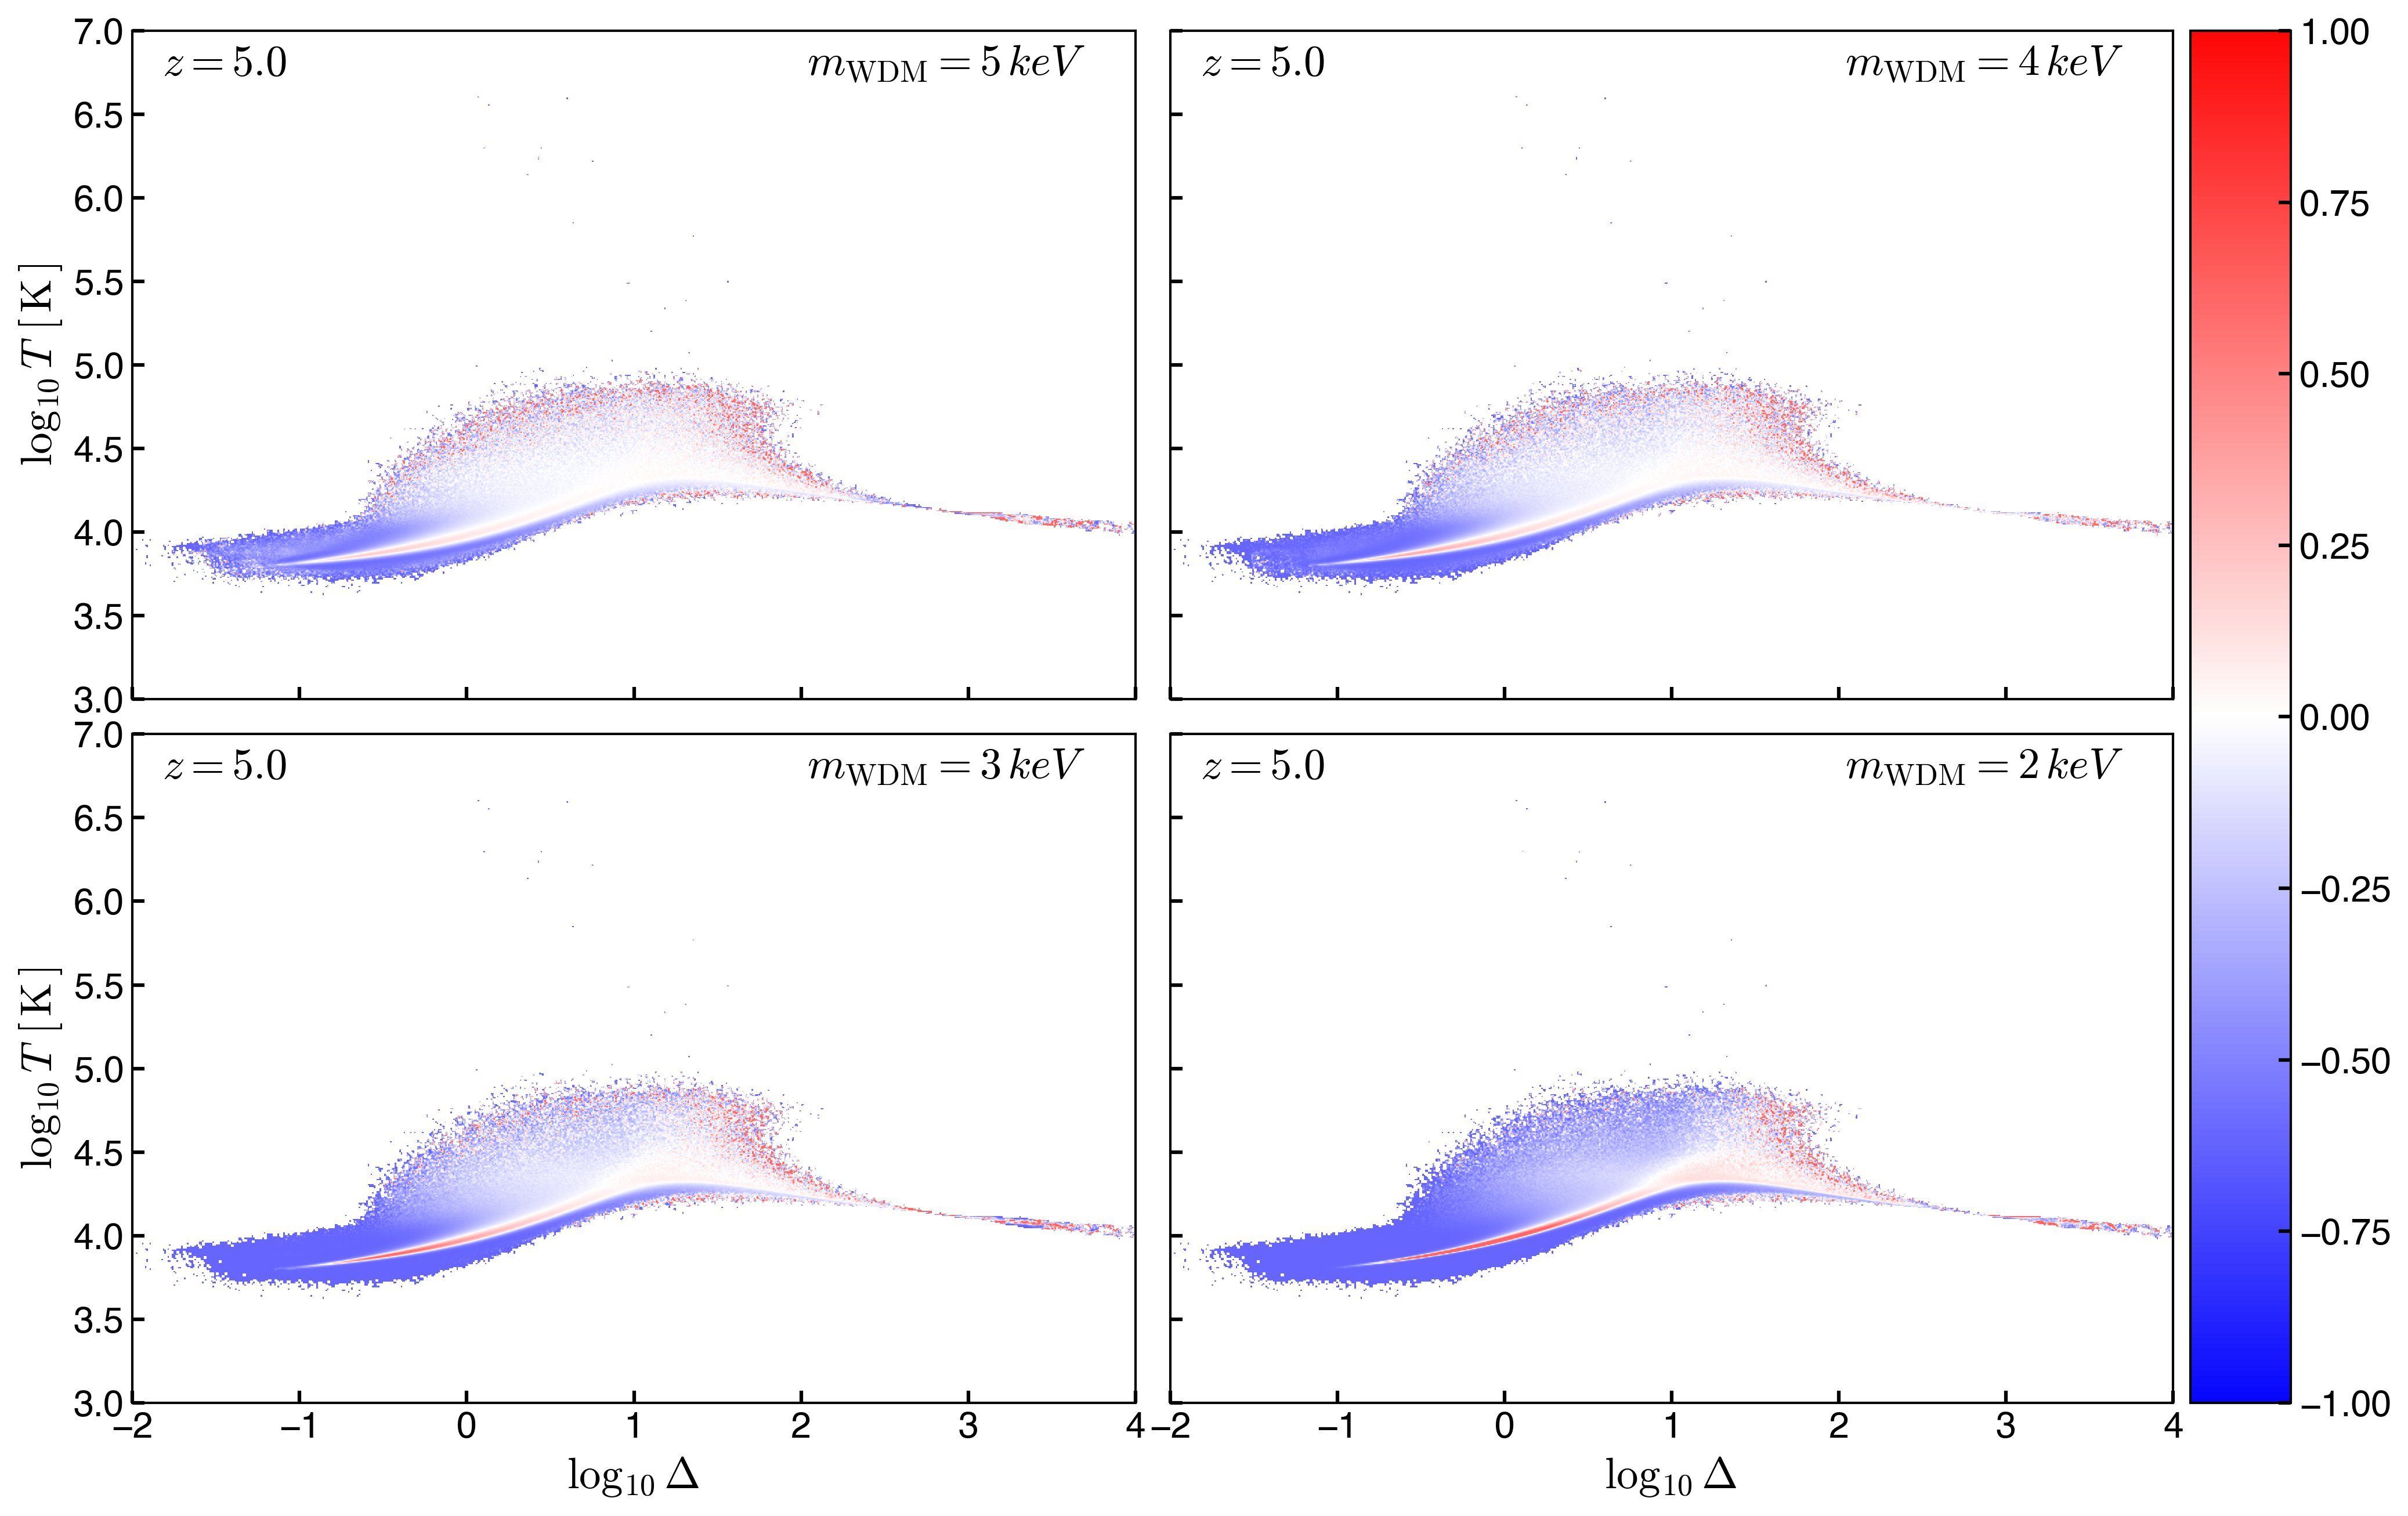 z = 5.0
m_WDM = 5 keV
z = 5.0
m_WDM = 4 keV
log10 T [K]
7.0
6.5
6.0
5.5
5.0
4.5
4.0
3.5
3.0
z = 5.0
m_WDM = 3 keV
z = 5.0
m_WDM = 2 keV
log10 T [K]
7.0
6.5
6.0
5.5
5.0
4.5
4.0
3.5
3.0
−2 −1 0 1 2 3 4
−2 −1 0 1 2 3 4
log10 Δ
log10 Δ
1.00
0.75
0.50
0.25
0.00
−0.25
−0.50
−0.75
−1.00